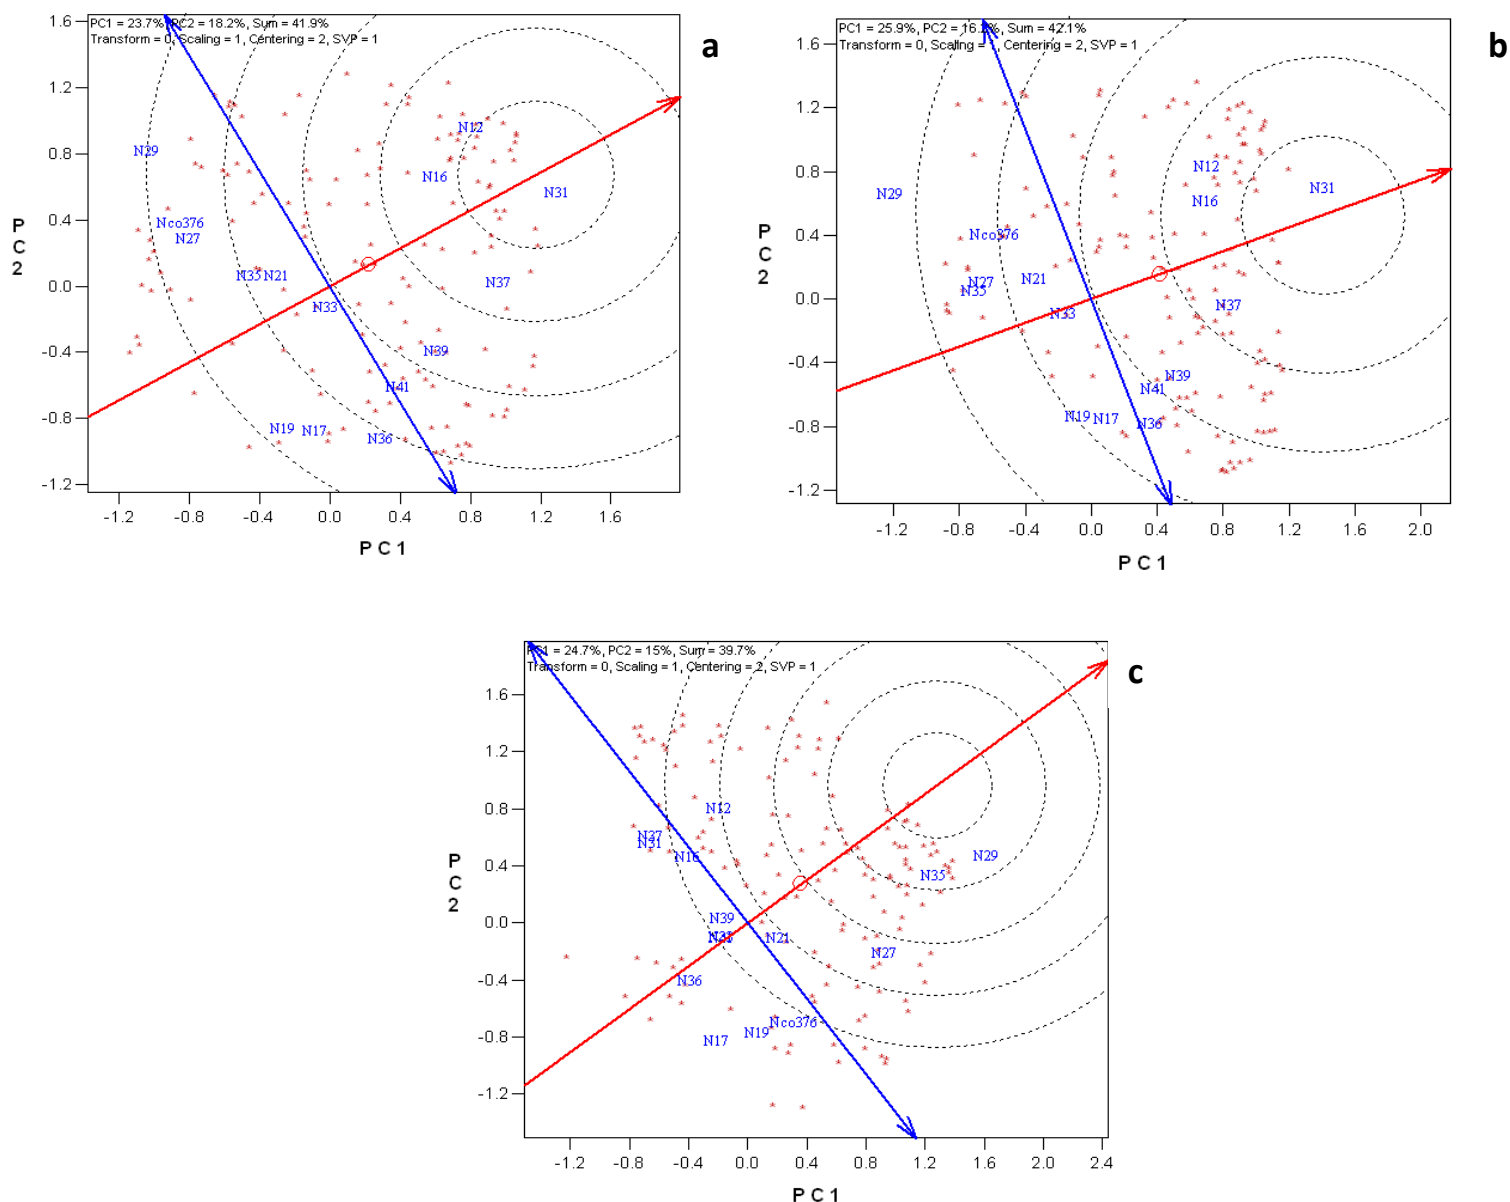 PC1 = 23.7%, PC2 = 18.2%, Sum = 41.9%
Transform = 0, Scaling = 1, Centering = 2, SVP = 1
a
1.6
1.2
0.8
0.4
0.0
-0.4
-0.8
-1.2
P
C
2
N29
N12
N16
N31
Nco376
N27
N35
N21
N37
N33
N39
N41
N19
N17
N36
-1.2 -0.8 -0.4 0.0 0.4 0.8 1.2 1.6
P C 1
PC1 = 25.9%, PC2 = Sum = 42.1%
Transform = 0, Scaling = 1, Centering = 2, SVP = 1
b
1.6
1.2
0.8
0.4
0.0
-0.4
-0.8
-1.2
P
C
2
N29
N12
N16
N31
Nco376
N21
N27
N35
N33
N37
N39
N41
N19
N17
N36
-1.2 -0.8 -0.4 0.0 0.4 0.8 1.2 1.6 2.0
P C 1
PC1 = 24.7%, PC2 = 15%, Sum = 39.7%
Transform = 0, Scaling = 1, Centering = 2, SVP = 1
c
1.6
1.2
0.8
0.4
0.0
-0.4
-0.8
-1.2
P
C
2
N12
N37
N31
N16
N29
N35
N39
N21
N27
N36
Nco376
N19
N17
-1.2 -0.8 -0.4 0.0 0.4 0.8 1.2 1.6 2.0 2.4
P C 1